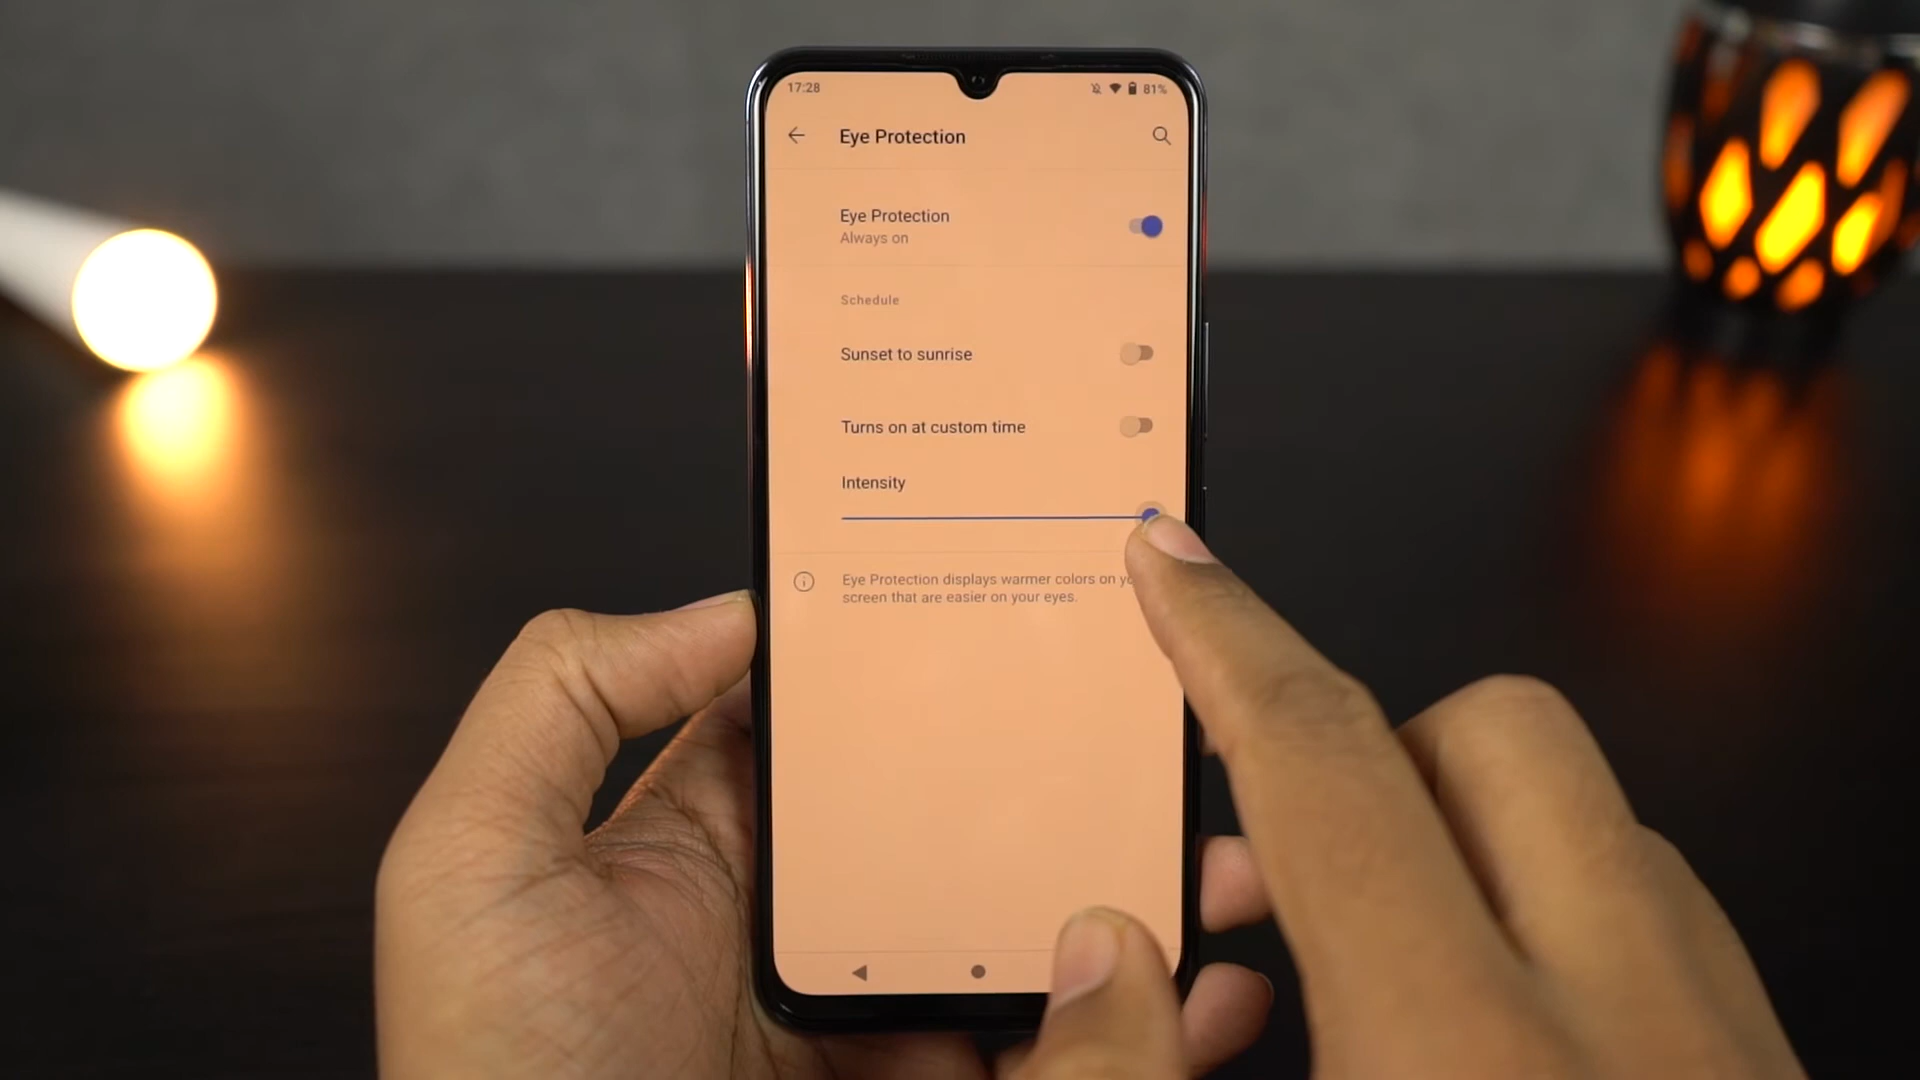 17:28 81%
Eye Protection
Eye Protection
Always on
Schedule
Sunset to sunrise
Turns on at custom time
Intensity
Eye Protection displays warmer colors on
screen that are easier on your eyes.